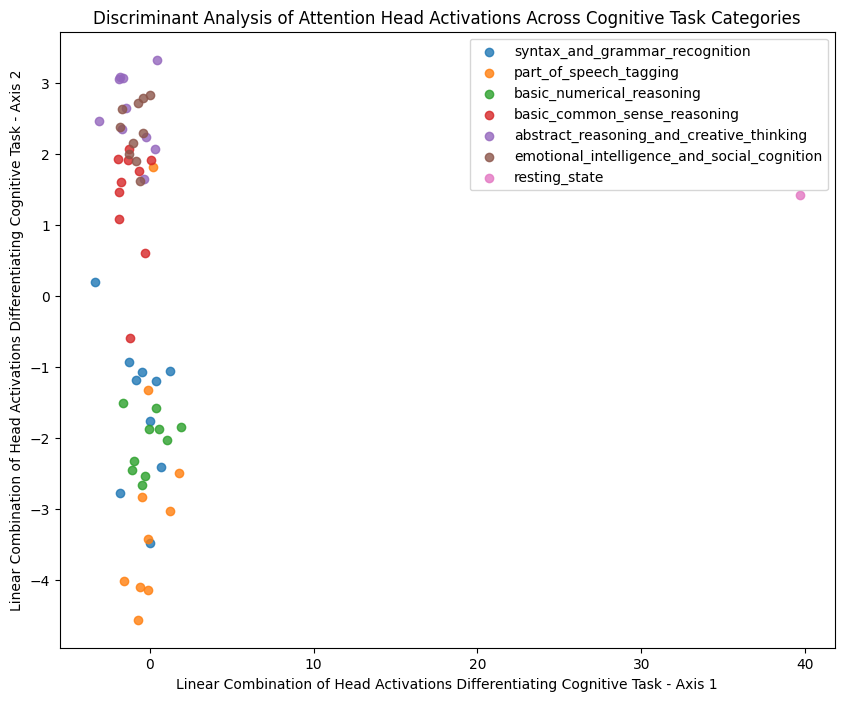 Discriminant Analysis of Attention Head Activations Across Cognitive Task Categories
Linear Combination of Head Activations Differentiating Cognitive Task - Axis 2
3
2
1
0
−1
−2
−3
−4
syntax_and_grammar_recognition
part_of_speech_tagging
basic_numerical_reasoning
basic_common_sense_reasoning
abstract_reasoning_and_creative_thinking
emotional_intelligence_and_social_cognition
resting_state
0 10 20 30 40
Linear Combination of Head Activations Differentiating Cognitive Task - Axis 1